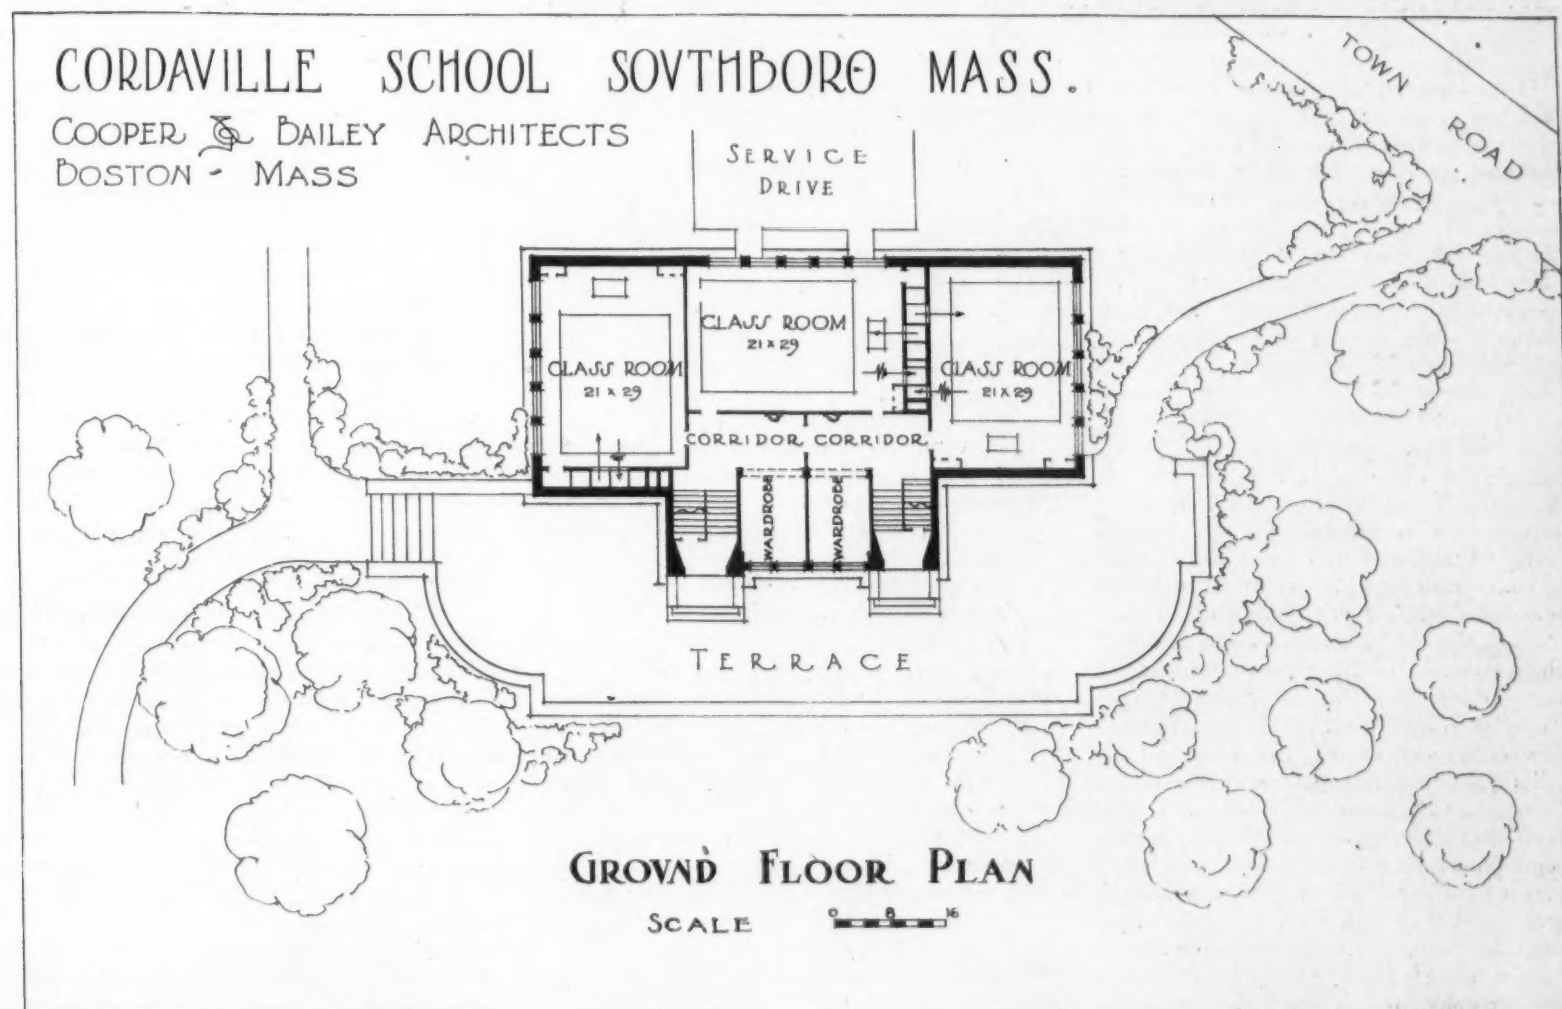 CORDAVILLE SCHOOL SOVTHBORO MASS.
COOPER & BAILEY ARCHITECTS
BOSTON - MASS
TOWN ROAD
SERVICE
DRIVE
CLASS ROOM
21 x 29
CLASS ROOM
21 x 29
CLASS ROOM
21 x 29
CORRIDOR CORRIDOR
WARDROBE
WARDROBE
TERRACE
GROVND FLOOR PLAN
SCALE 0 8 16